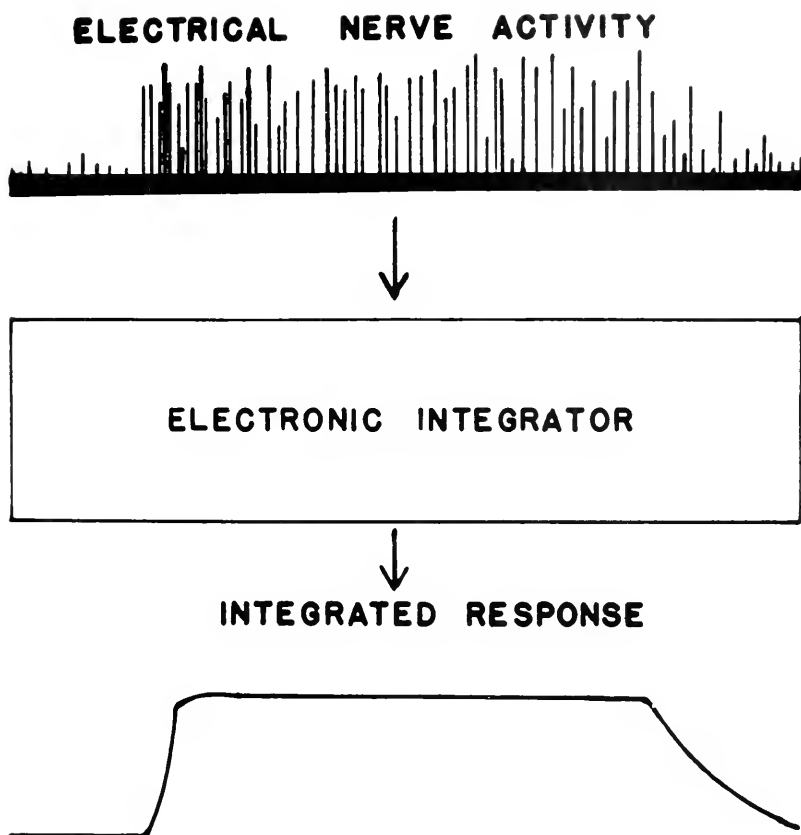 ELECTRICAL NERVE ACTIVITY
ELECTRONIC INTEGRATOR
INTEGRATED RESPONSE